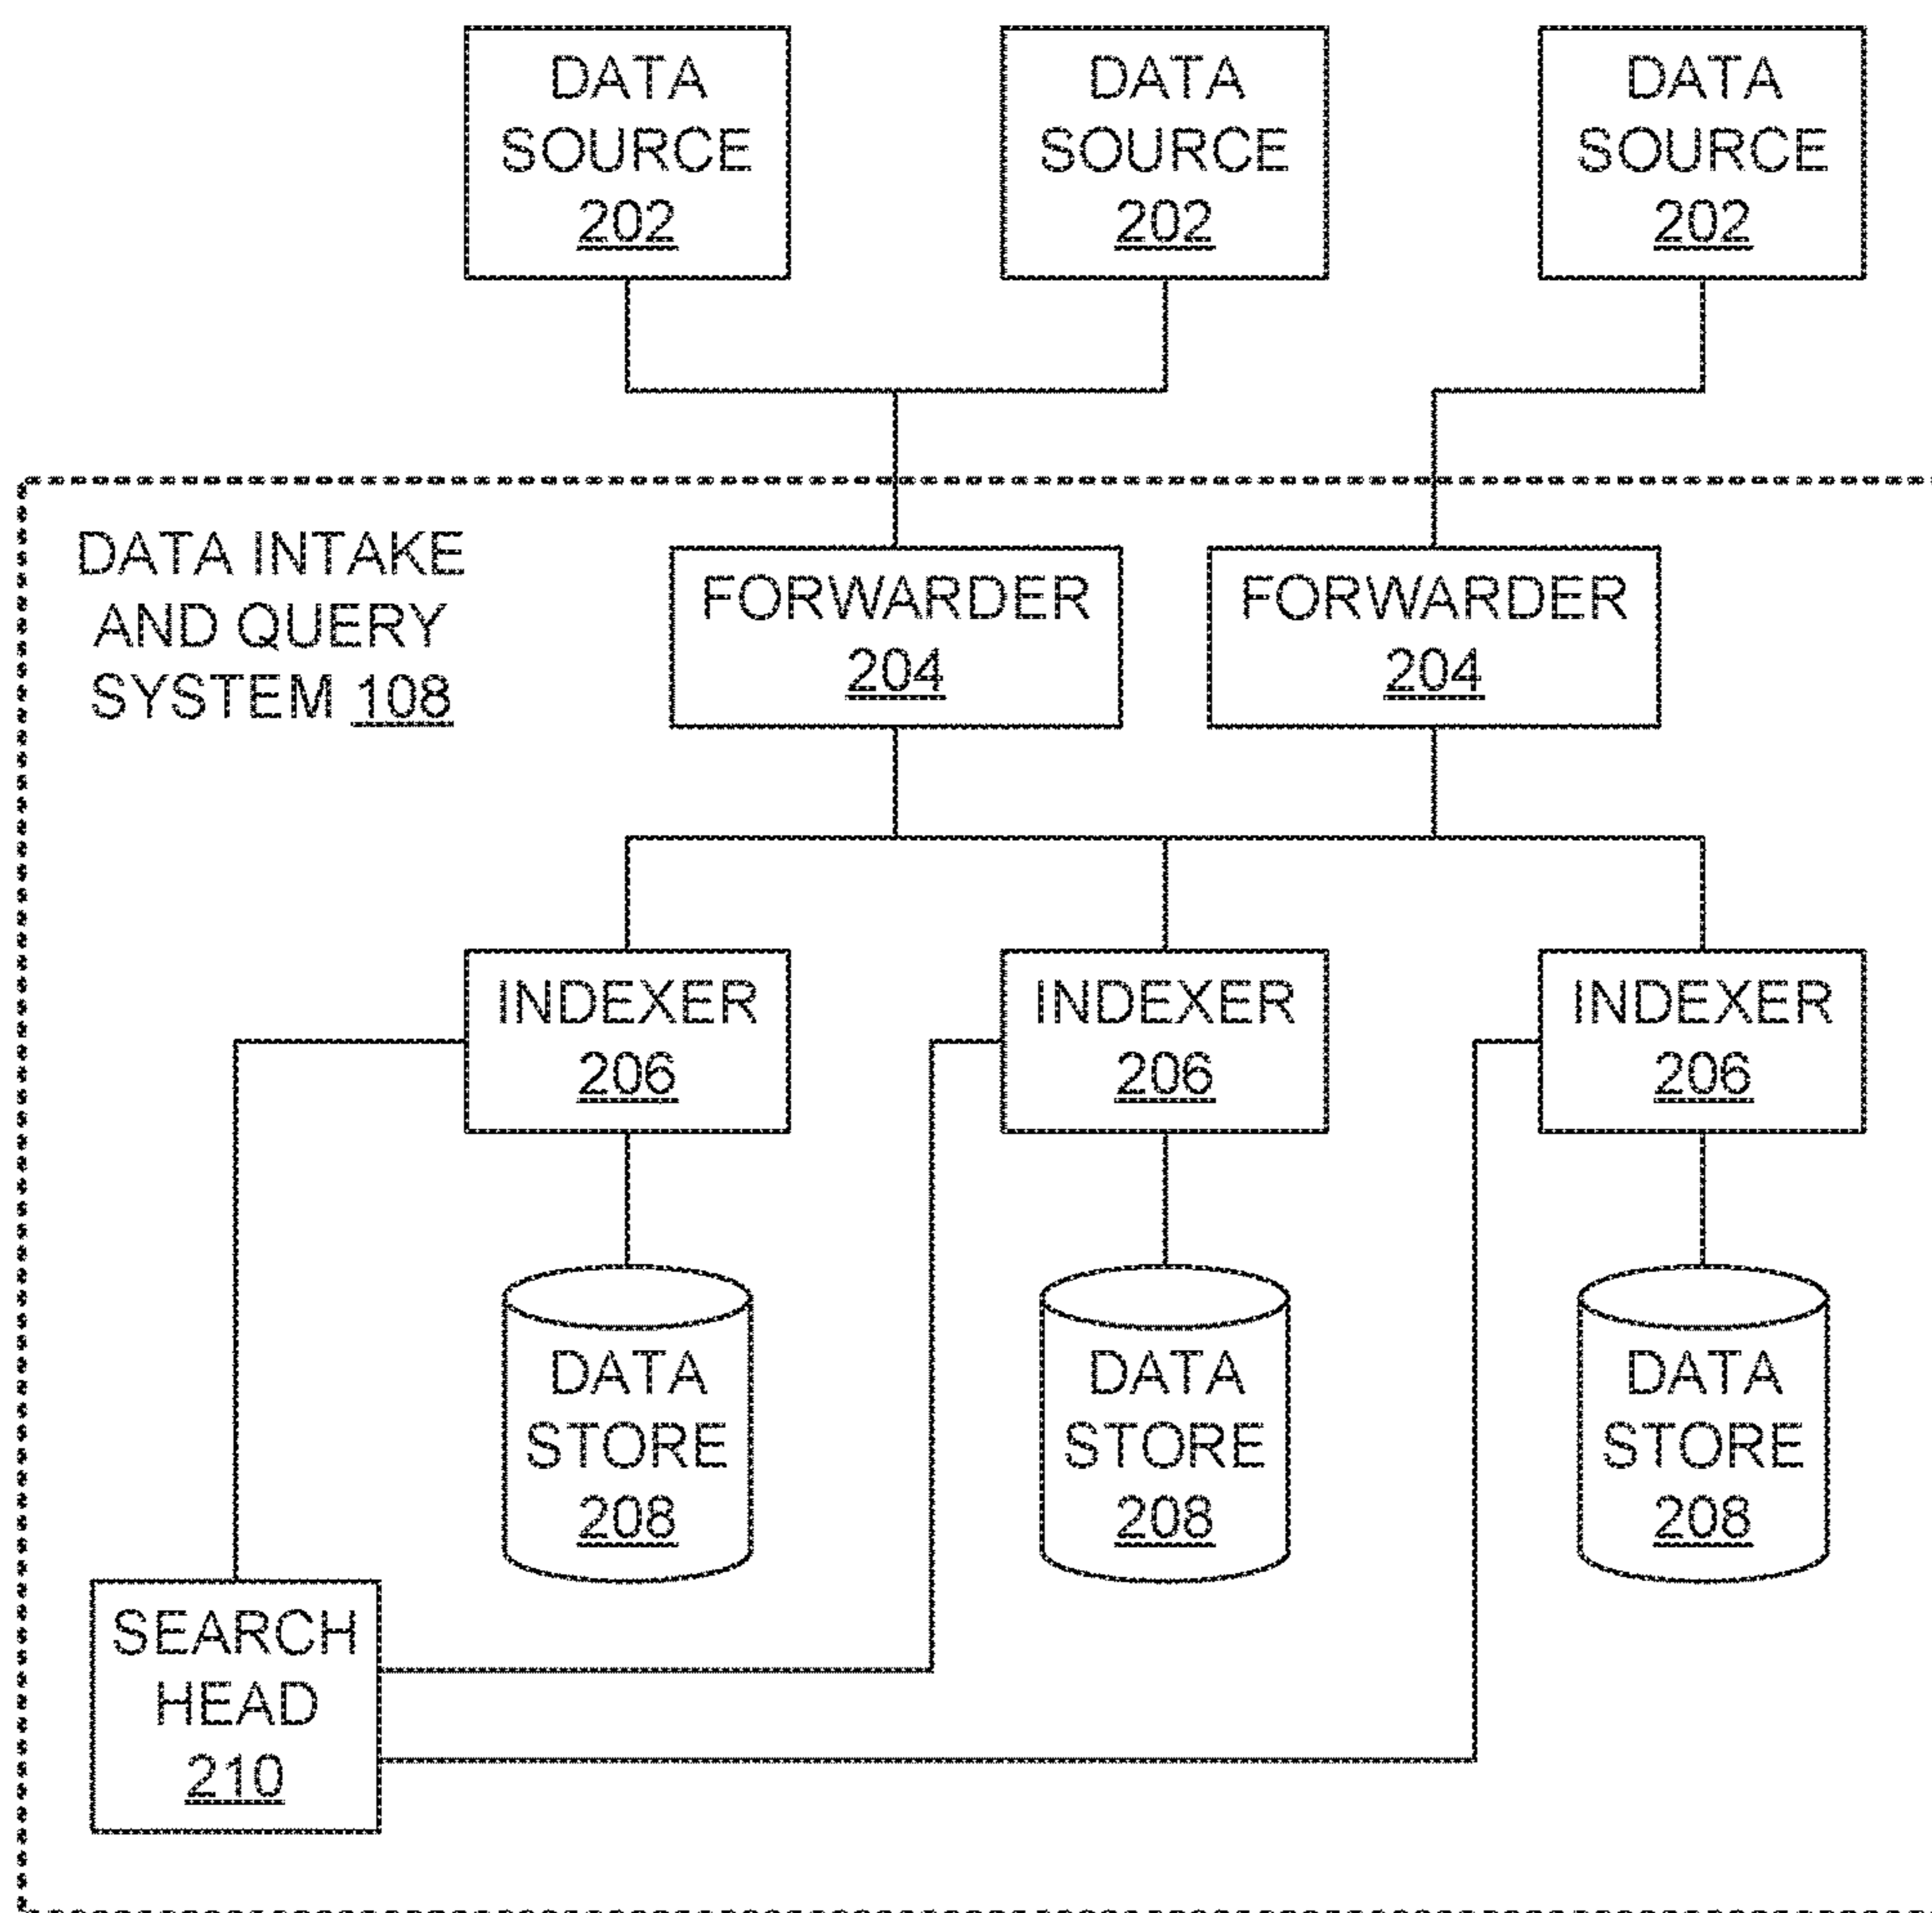 DATA
SOURCE
202
DATA
SOURCE
202
DATA
SOURCE
202
DATA INTAKE
AND QUERY
SYSTEM 108
FORWARDER
204
FORWARDER
204
INDEXER
206
INDEXER
206
INDEXER
206
DATA
STORE
208
DATA
STORE
208
DATA
STORE
208
SEARCH
HEAD
210